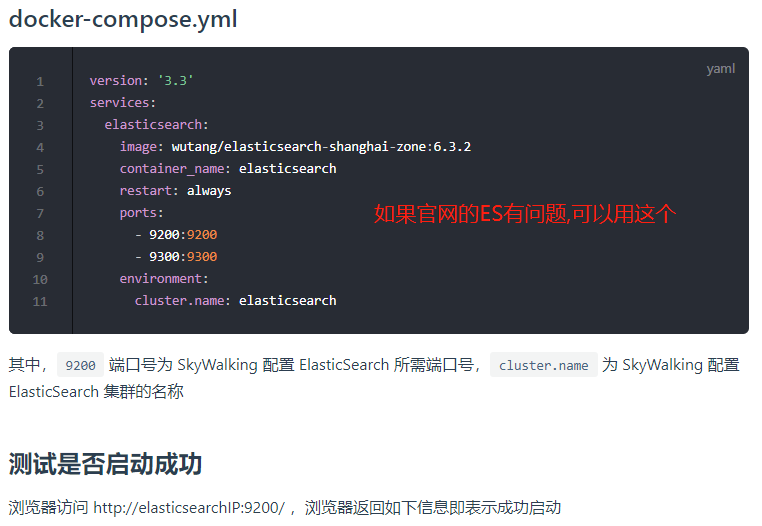 docker-compose.yml
yaml
1 version: '3.3'
2 services:
3 elasticsearch:
4 image: wutang/elasticsearch-shanghai-zone:6.3.2
5 container_name: elasticsearch
6 restart: always
7 ports:
如果官网的ES有问题,可以用这个
8 - 9200:9200
9 - 9300:9300
10 environment:
11 cluster.name: elasticsearch
其中， 9200 端口号为 SkyWalking 配置 ElasticSearch 所需端口号， cluster.name 为 SkyWalking 配置
ElasticSearch 集群的名称
测试是否启动成功
浏览器访问 http://elasticsearchIP:9200/ ，浏览器返回如下信息即表示成功启动